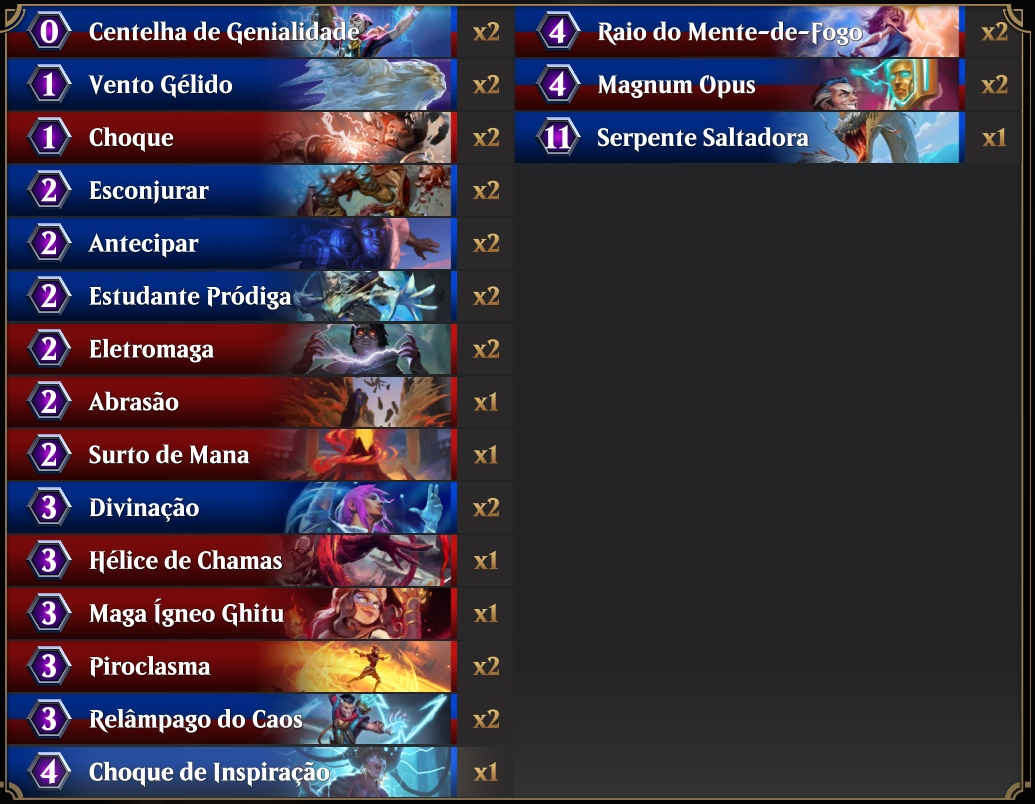 0 Centelha de Genialidade x2
1 Vento Gélido x2
1 Choque x2
2 Esconjurar x2
2 Antecipar x2
2 Estudante Pródiga x2
2 Eletromaga x2
2 Abrasão x1
2 Surto de Mana x1
3 Divinação x2
3 Hélice de Chamas x1
3 Maga Ígneo Ghitu x1
3 Piroclasma x2
3 Relâmpago do Caos x2
4 Choque de Inspiração x1
4 Raio do Mente-de-Fogo x2
4 Magnum Opus x2
11 Serpente Saltadora x1